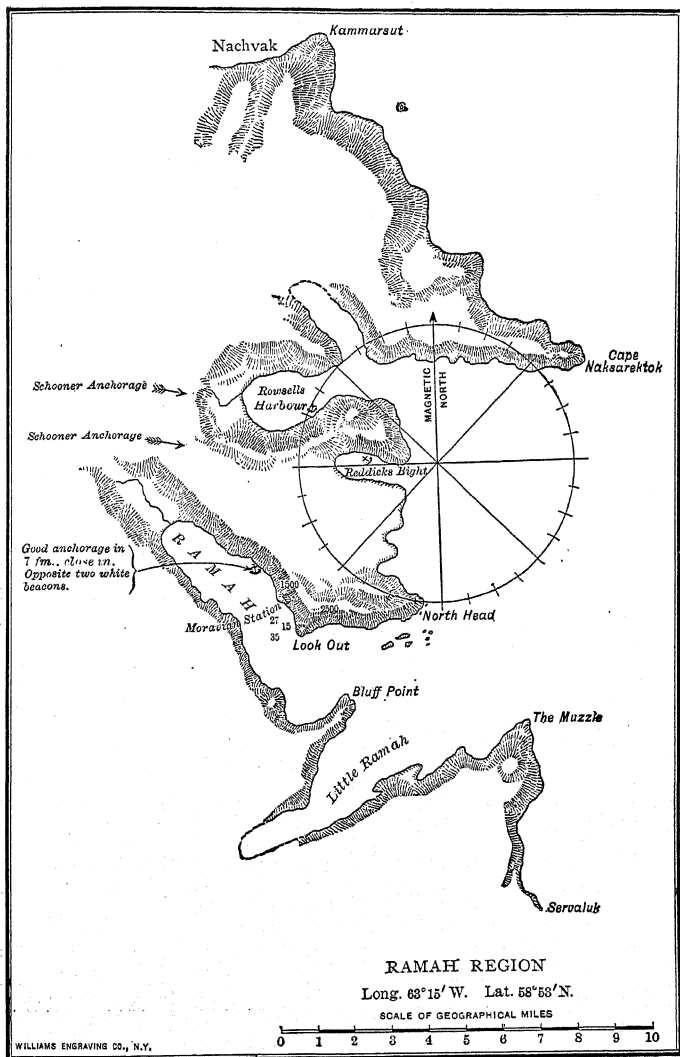 Kammarsut
Nachvak
Cape
Naksarektok
MAGNETIC
NORTH
Schooner Anchorage
Rowsells
Harbour
Schooner Anchorage
Reddicks Bight
Good anchorage in
7 fm., close in.
Opposite two white
beacons.
RAMAH
1500
2500
North Head
Moravian Station
27
15
35
Look Out
Bluff Point
The Muzzle
Little Ramah
Servaluk
RAMAH REGION
Long. 63°15′W. Lat. 58°53′N.
SCALE OF GEOGRAPHICAL MILES
0 1 2 3 4 5 6 7 8 9 10
WILLIAMS ENGRAVING CO., N.Y.